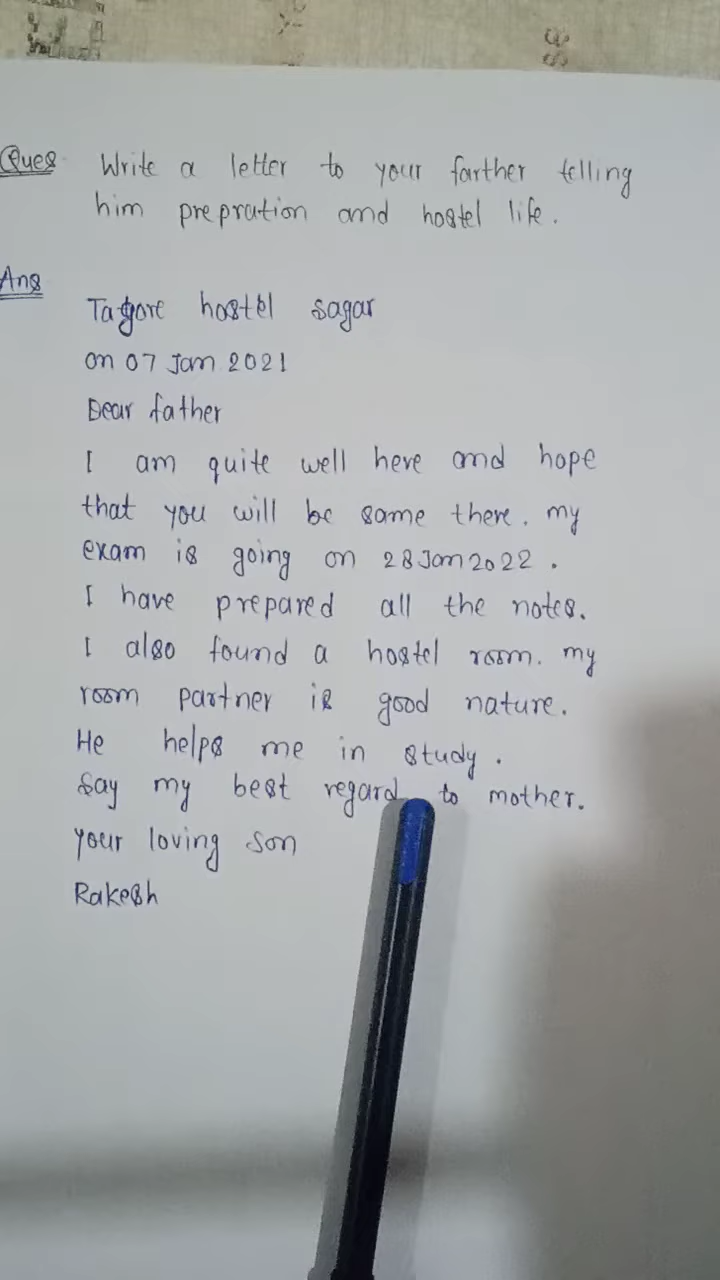 Ques Write a letter to your farther telling
him prepration and hostel life.
Ans
Tagore hostel sagar
on 07 Jan 2021
Dear father
I am quite well here and hope
that you will be same there. my
exam is going on 28 Jan 2022.
I have prepared all the notes.
I also found a hostel room. my
room partner is good nature.
He helps me in study.
Say my best regard to mother.
your loving son
Rakesh